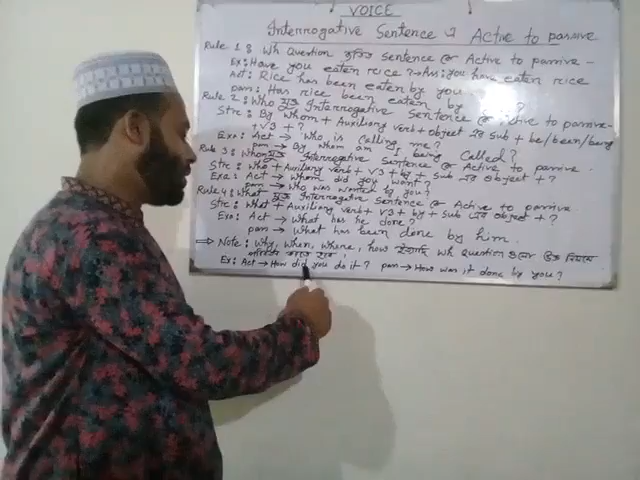 VOICE
Interrogative Sentence এ Active to passive
Rule 1: Wh Question sentence কে Active to passive -
Ex: Have you eaten rice? → Ass: you have eaten rice
Act: Rice has been eaten by you.
pass: Has rice been eaten by you?
Rule 2: Who যুক্ত Interrogative Sentence কে Active to passive -
Str: By whom + Auxiliary verb + object এর sub + be/been/being
+ V3 + ?
Exa: Act → Who is calling me?
pass → By whom am I being called?
Rule 3: Whom যুক্ত Interrogative Sentence কে Active to passive.
Str: Who + Auxiliary verb + V3 + by + sub এর object + ?
Exa: Act → Whom did you want?
pass → Who was wanted by you?
Rule 4: What যুক্ত Interrogative sentence কে Active to passive
Str: What + Auxiliary verb + V3 + by + Sub এর object + ?
Exa: Act → What has he done?
pass → What has been done by him.
⇒ Note: Why, When, where, how ইত্যাদি Wh Question
Ex: Act → How did you do it? pass → How was it done by you?